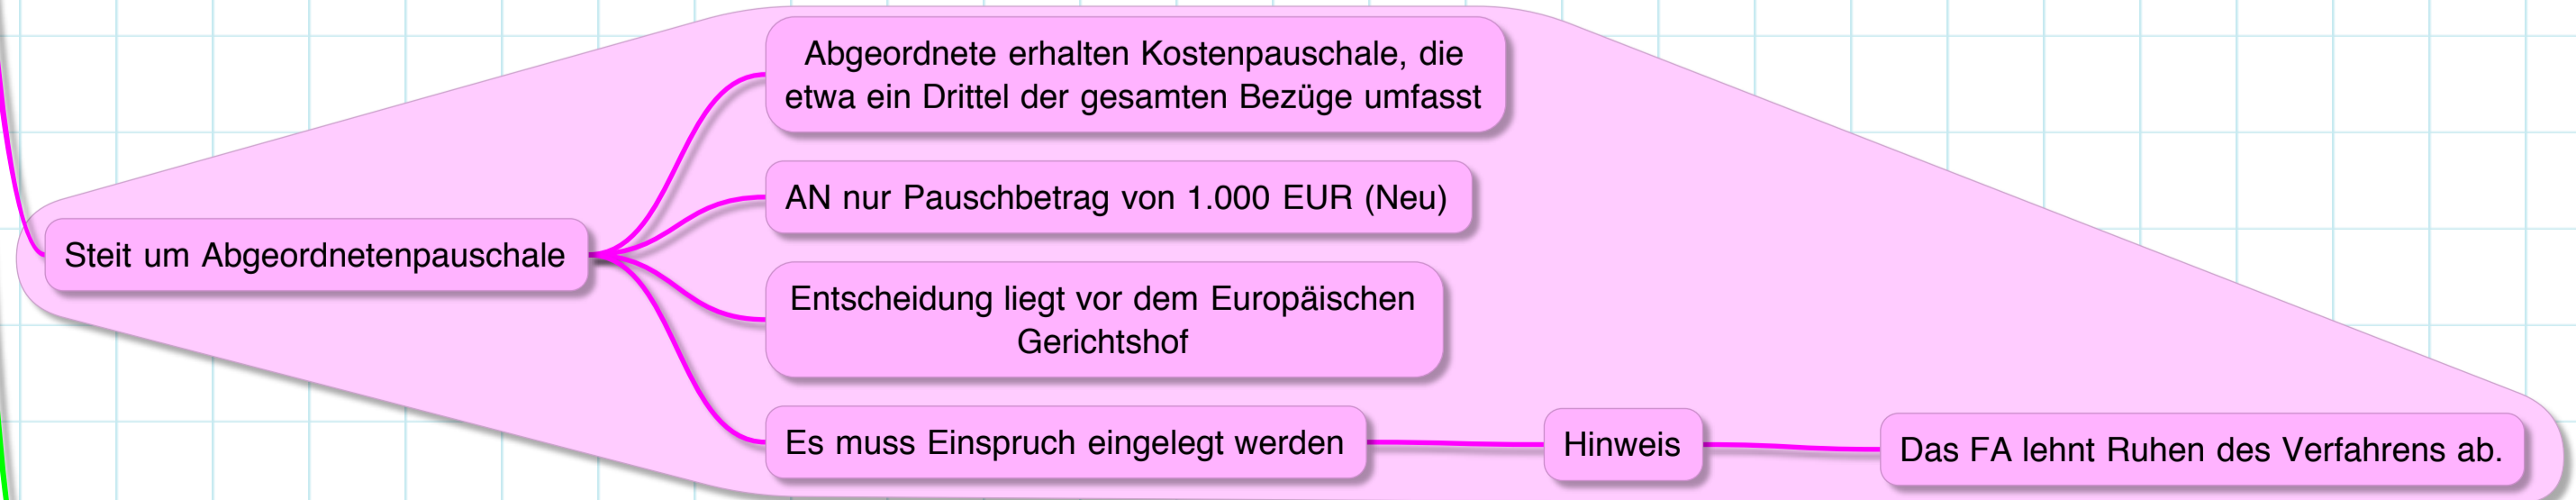 Abgeordnete erhalten Kostenpauschale, die
etwa ein Drittel der gesamten Bezüge umfasst
AN nur Pauschbetrag von 1.000 EUR (Neu)
Steit um Abgeordnetenpauschale
Entscheidung liegt vor dem Europäischen
Gerichtshof
Es muss Einspruch eingelegt werden
Hinweis
Das FA lehnt Ruhen des Verfahrens ab.